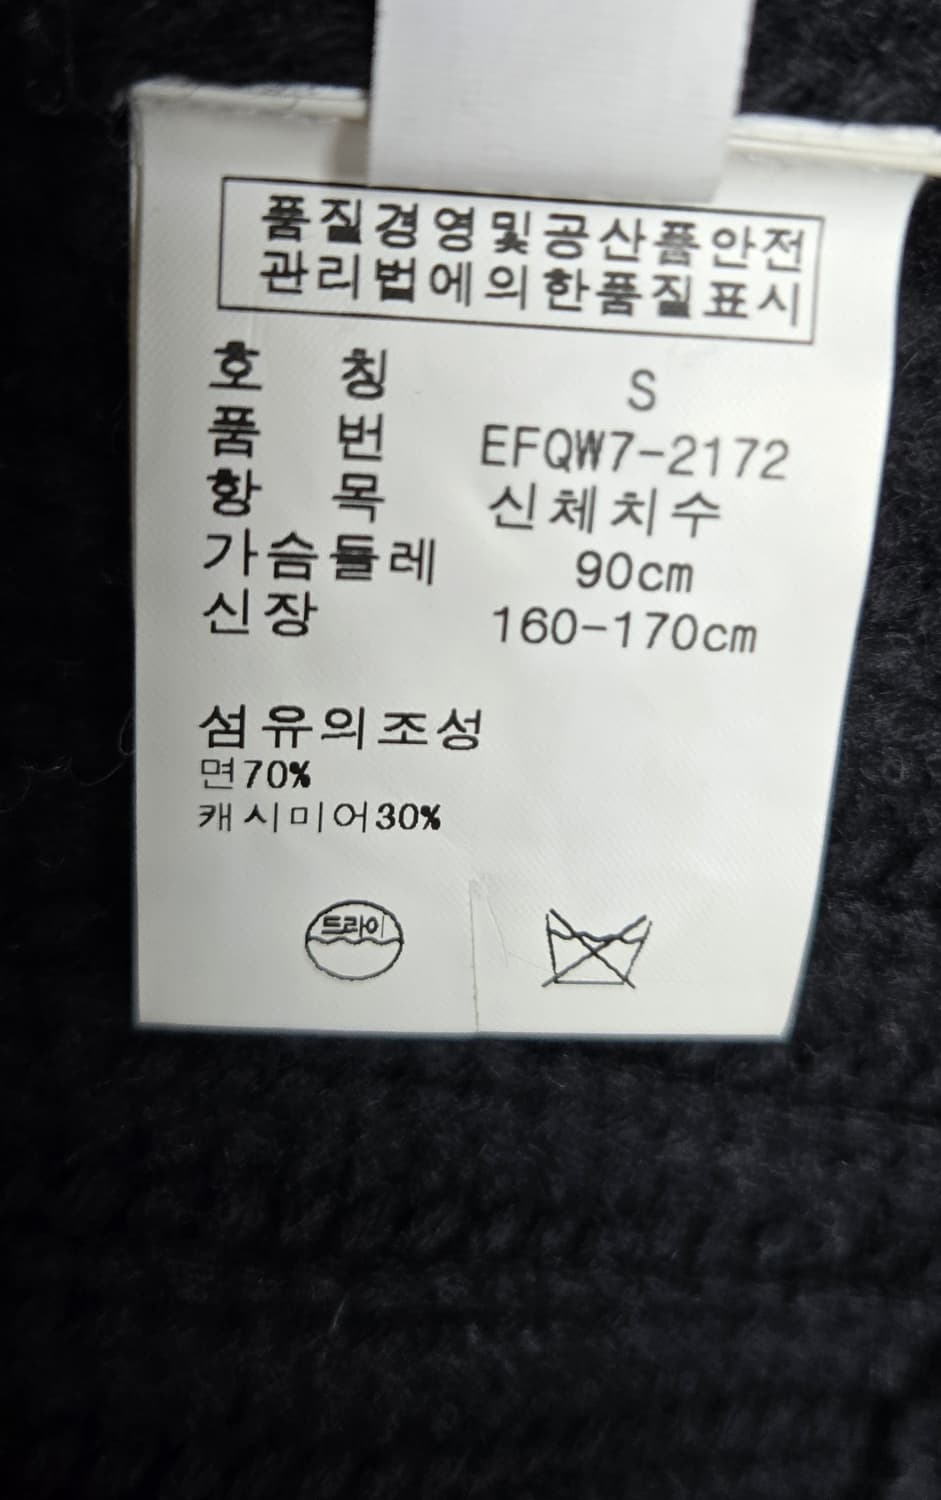 품질경영및공산품안전
관리법에의한품질표시
호 칭 S
품 번 EFQW7-2172
항 목 신체치수
가슴둘레 90cm
신장 160-170cm
섬유의조성
면70%
캐시미어30%
드라이